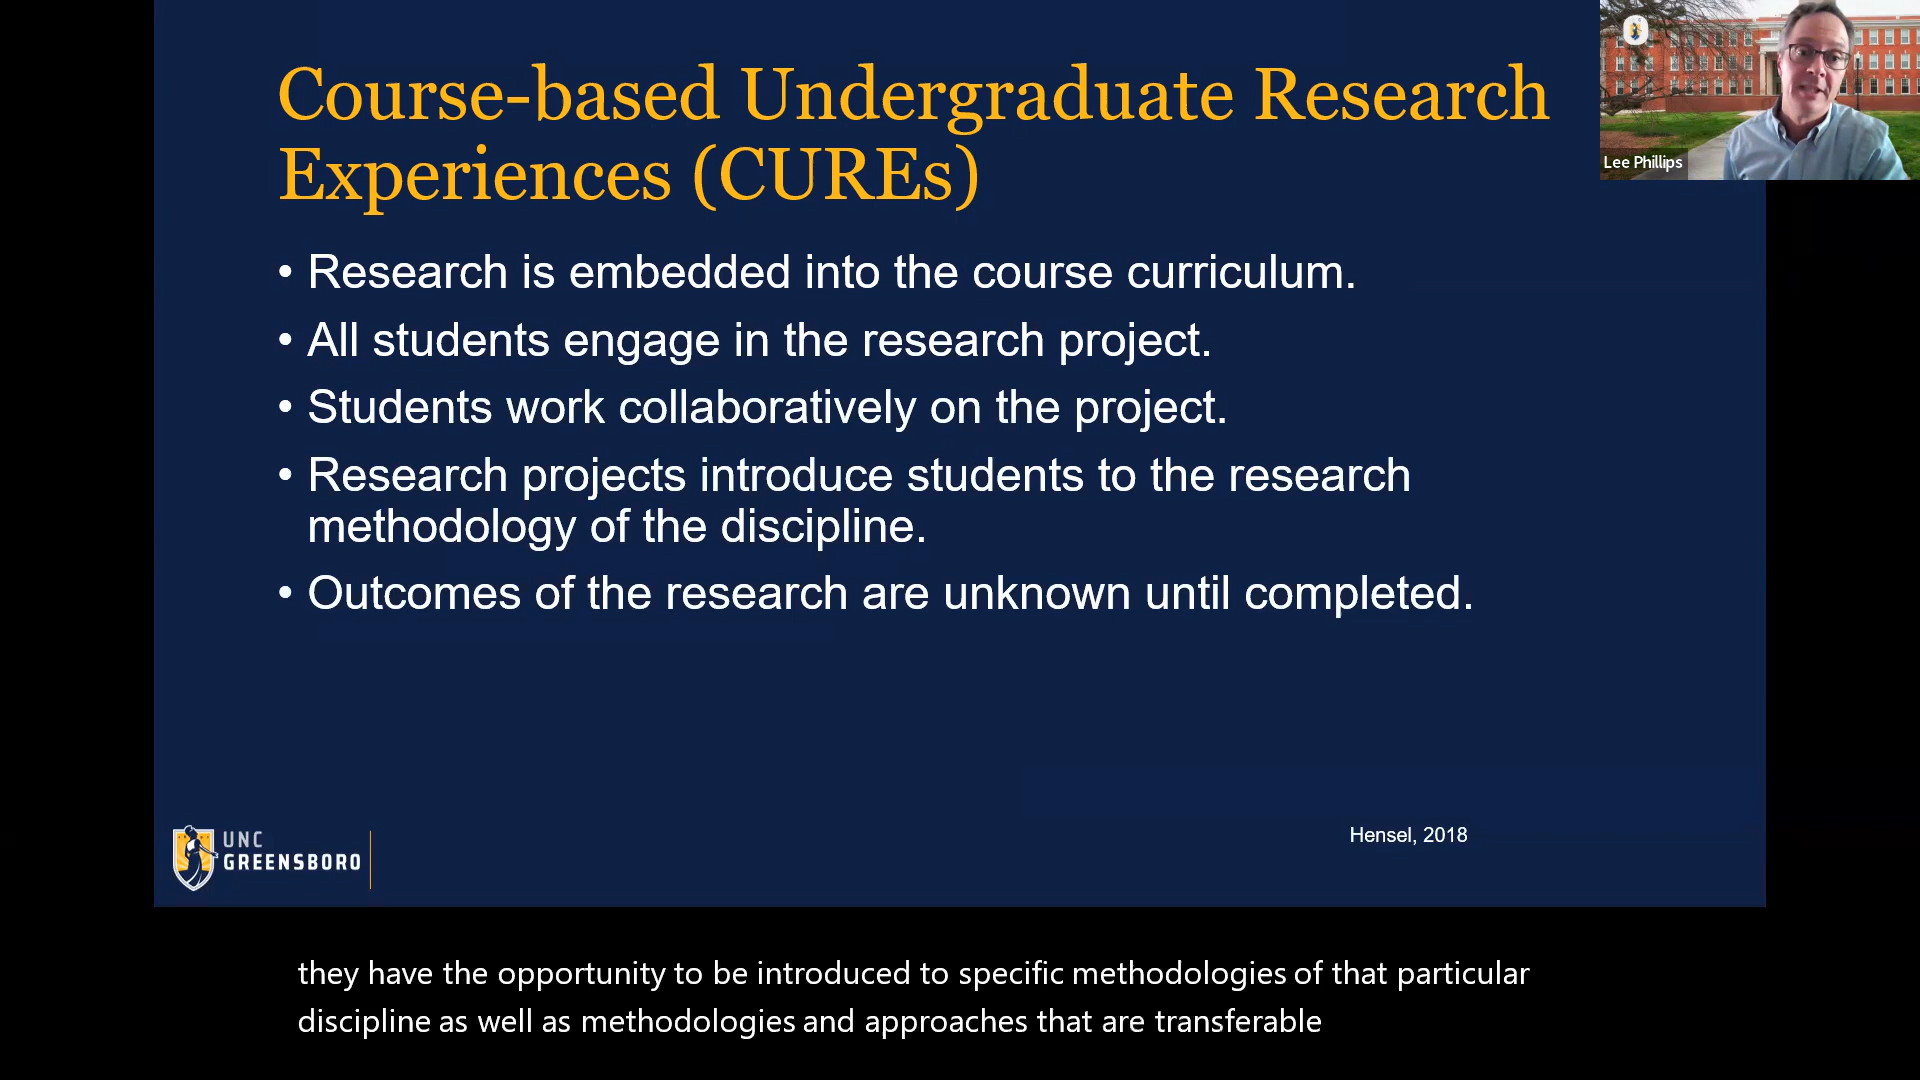 Course-based Undergraduate Research
Experiences (CUREs)
Lee Phillips
• Research is embedded into the course curriculum.
• All students engage in the research project.
• Students work collaboratively on the project.
• Research projects introduce students to the research
methodology of the discipline.
• Outcomes of the research are unknown until completed.
UNC
GREENSBORO
Hensel, 2018
they have the opportunity to be introduced to specific methodologies of that particular
discipline as well as methodologies and approaches that are transferable